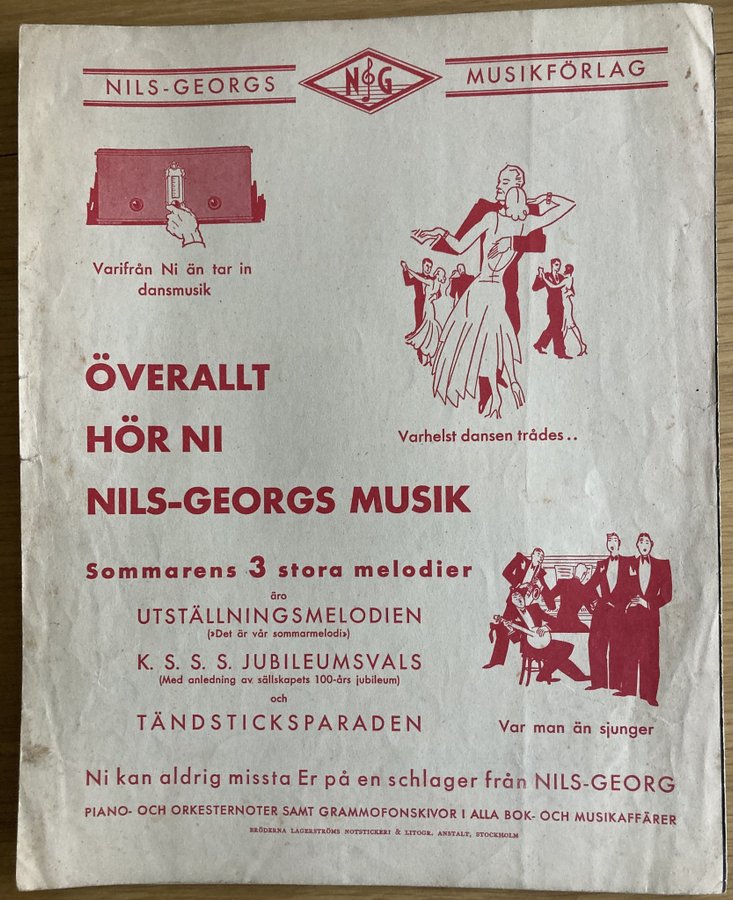 NILS-GEORGS N G MUSIKFÖRLAG
Varifrån Ni än tar in
dansmusik
Varhelst dansen trådes..
ÖVERALLT
HÖR NI
NILS-GEORGS MUSIK
Sommarens 3 stora melodier
äro
UTSTÄLLNINGSMELODIEN
(»Det är vår sommarmelodi»)
K. S. S. S. JUBILEUMSVALS
(Med anledning av sällskapets 100-års jubileum)
och
TÄNDSTICKSPARADEN
Var man än sjunger
Ni kan aldrig missta Er på en schlager från NILS-GEORG
PIANO- OCH ORKESTERNOTER SAMT GRAMMOFONSKIVOR I ALLA BOK- OCH MUSIKAFFÄRER
BRÖDERNA LAGERSTRÖMS NOTSTICKERI & LITOGR. ANSTALT, STOCKHOLM